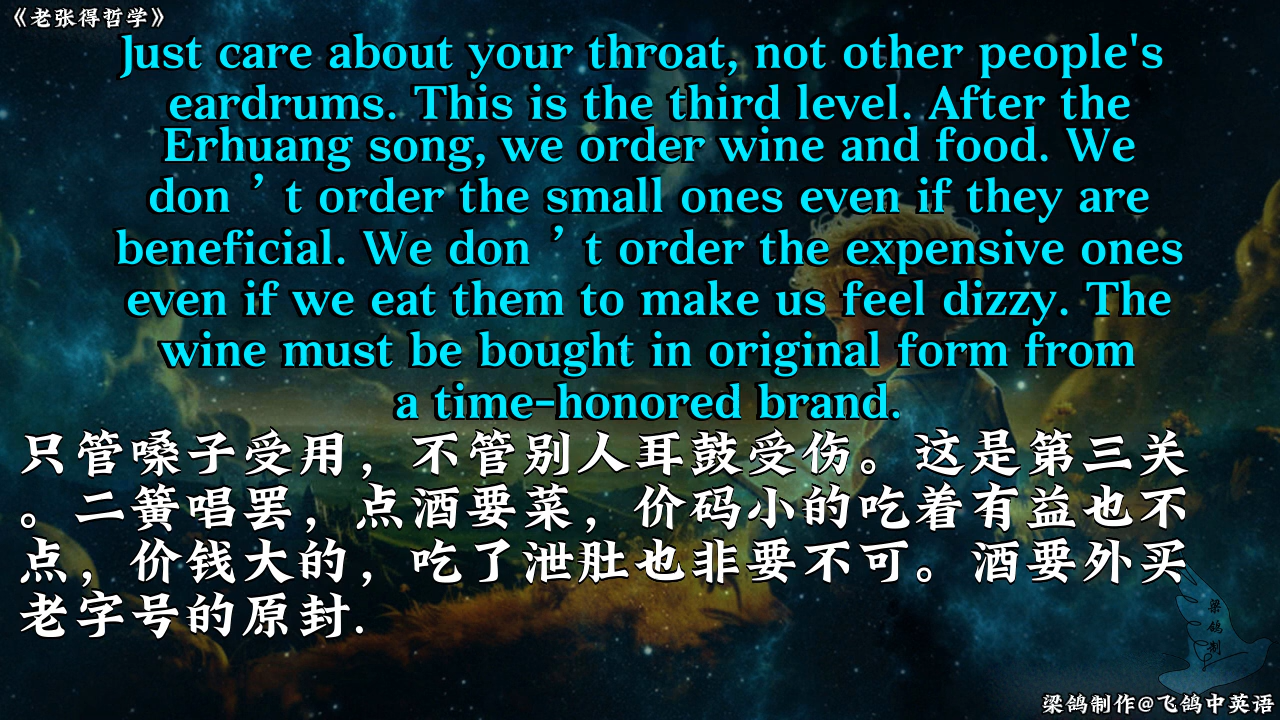 《老张得哲学》
Just care about your throat, not other people's
eardrums. This is the third level. After the
Erhuang song, we order wine and food. We
don ’ t order the small ones even if they are
beneficial. We don ’ t order the expensive ones
even if we eat them to make us feel dizzy. The
wine must be bought in original form from
a time-honored brand.
只管嗓子受用，不管别人耳鼓受伤。这是第三关
。二簧唱罢，点酒要菜，价码小的吃着有益也不
点，价钱大的，吃了泄肚也非要不可。酒要外买
老字号的原封.
梁鸽制
梁鸽制作@飞鸽中英语